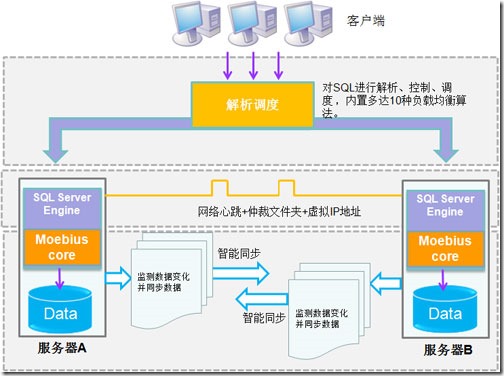 客户端
解析调度
对SQL进行解析、控制、调
度，内置多达10种负载均衡算
法。
SQL Server
Engine
Moebius
core
Data
服务器A
网络心跳+仲裁文件夹+虚拟IP地址
监测数据变化
并同步数据
智能同步
智能同步
监测数据变化
并同步数据
SQL Server
Engine
Moebius
core
Data
服务器B